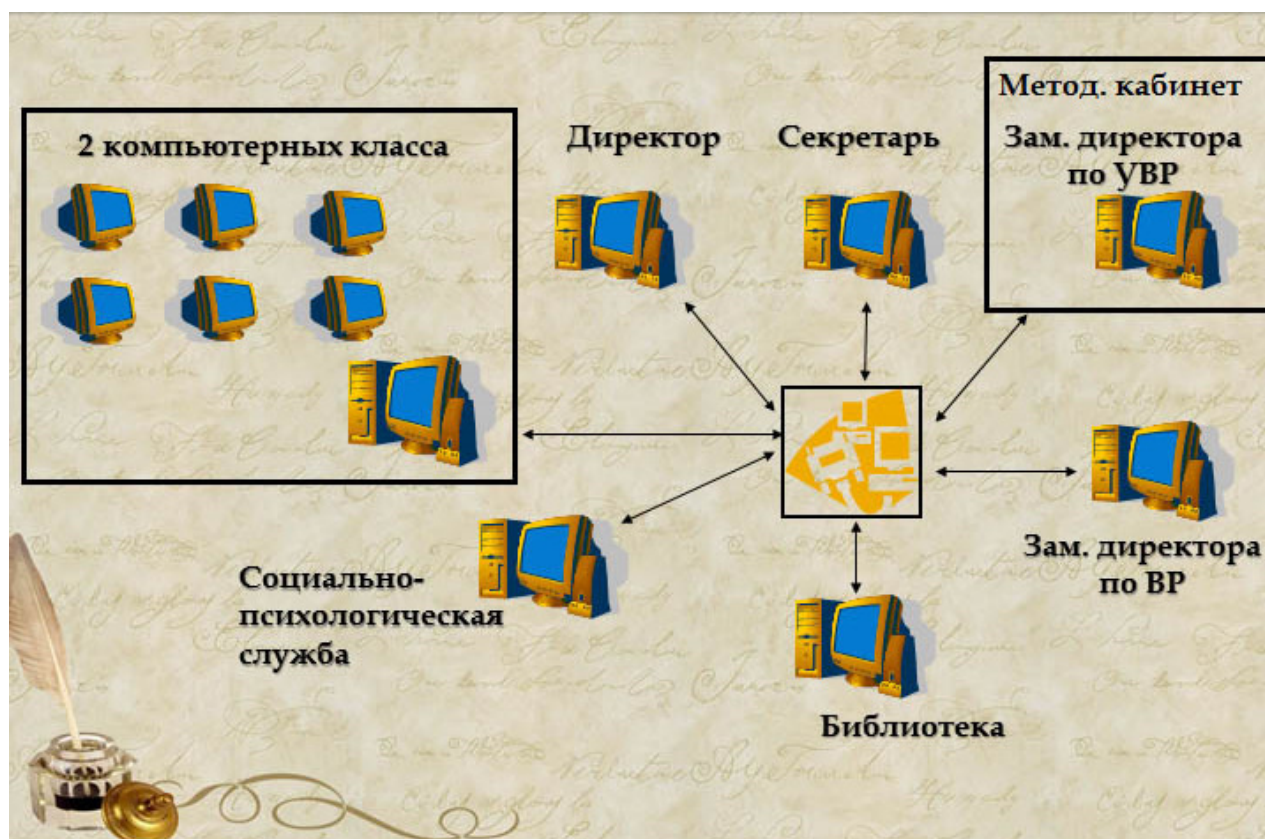 2 компьютерных класса
Директор
Секретарь
Метод. кабинет
Зам. директора
по УВР
Социально-
психологическая
служба
Библиотека
Зам. директора
по ВР